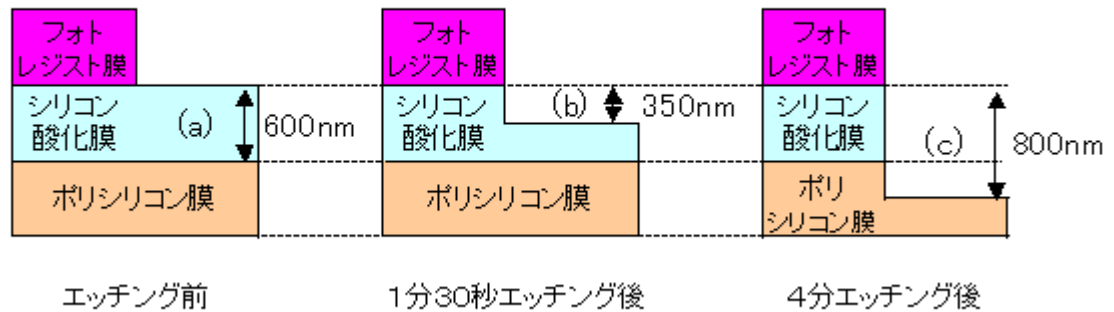 フォト
レジスト膜
シリコン
酸化膜
(a)
600nm
ポリシリコン膜
エッチング前
フォト
レジスト膜
シリコン
酸化膜
(b)
350nm
ポリシリコン膜
1分30秒エッチング後
フォト
レジスト膜
シリコン
酸化膜
(c)
800nm
ポリ
シリコン膜
4分エッチング後